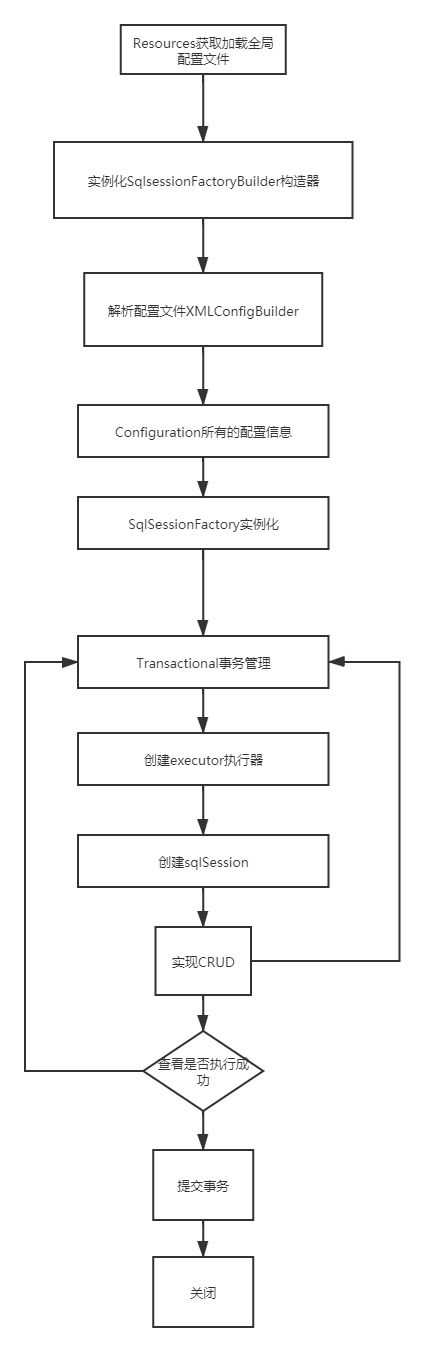 Resources获取加载全局
配置文件
实例化SqlsessionFactoryBuilder构造器
解析配置文件XMLConfigBuilder
Configuration所有的配置信息
SqlSessionFactory实例化
Transactional事务管理
创建executor执行器
创建sqlSession
实现CRUD
查看是否执行成
功
提交事务
关闭